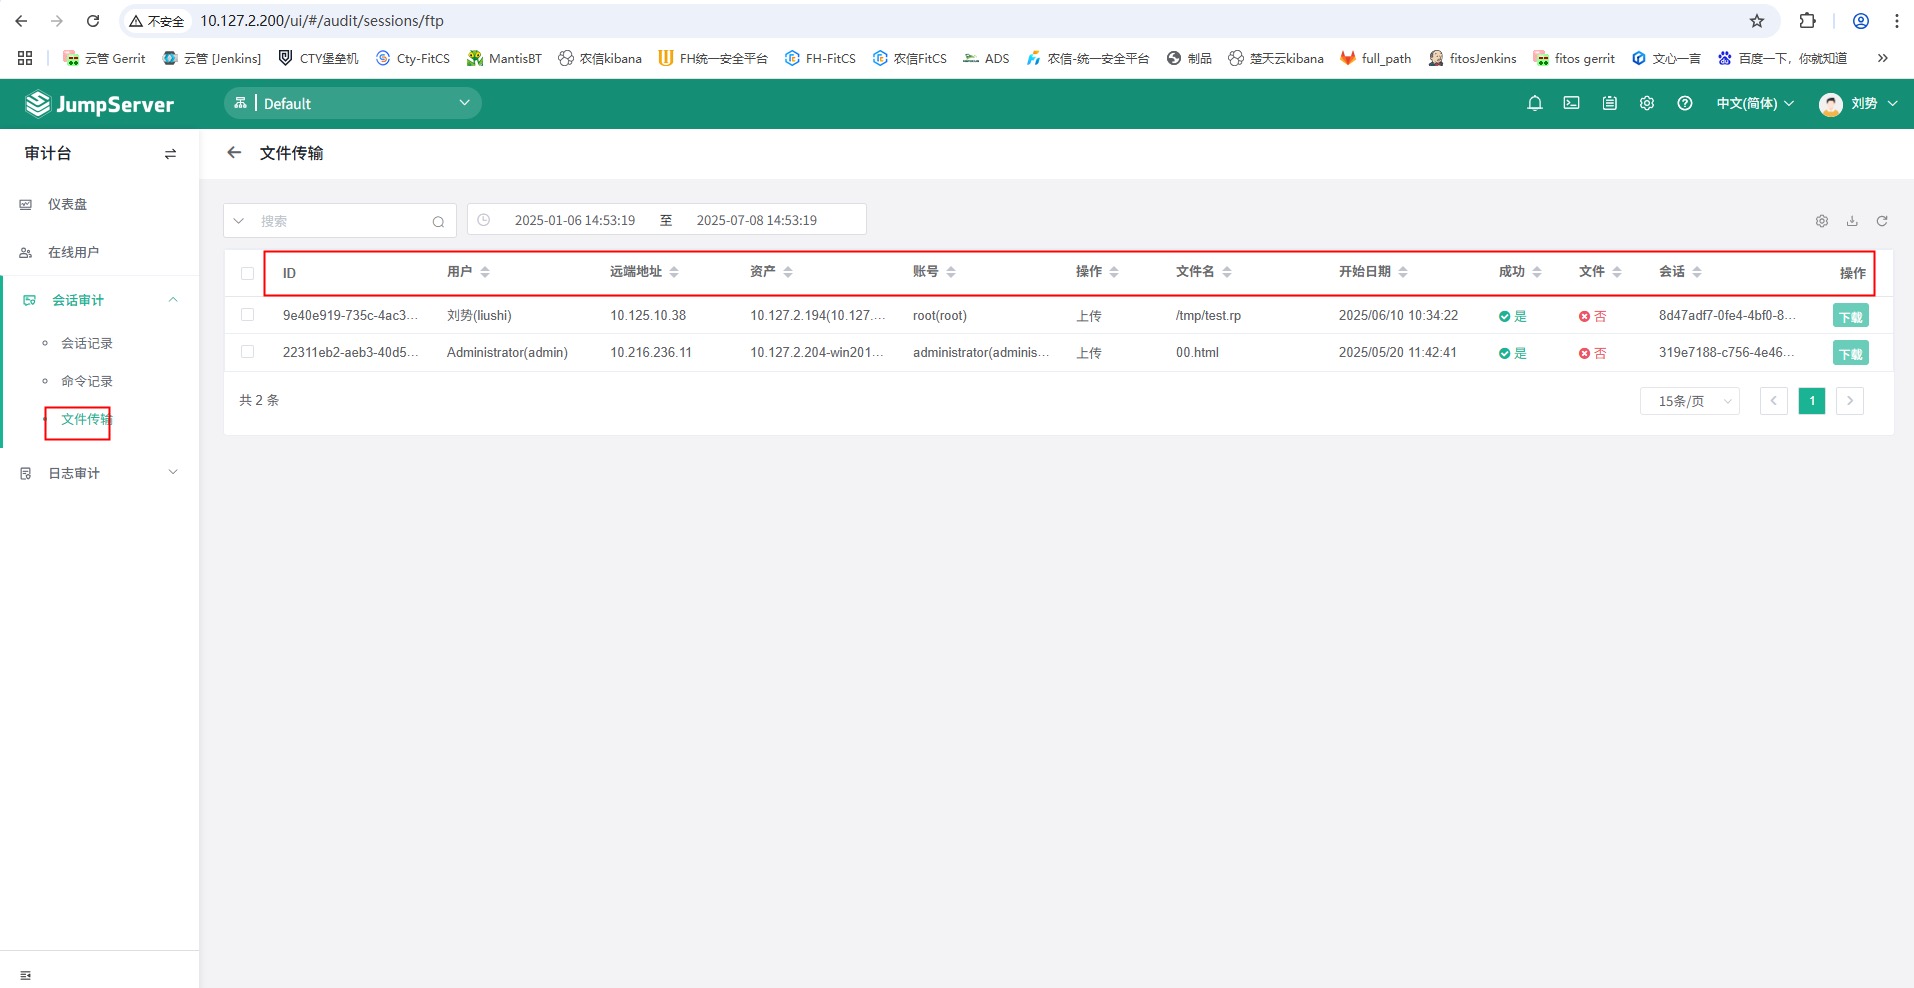 不安全 10.127.2.200/ui/#/audit/sessions/ftp
云管 Gerrit 云管 [Jenkins] CTY堡垒机 Cty-FitCS MantisBT 农信kibana FH统一安全平台 FH-FitCS 农信FitCS ADS 农信-统一安全平台 制品 楚天云kibana full_path fitosJenkins fitos gerrit 文心一言 百度一下，你就知道
JumpServer Default 中文(简体) 刘势
审计台
文件传输
仪表盘
在线用户
会话审计
会话记录
命令记录
文件传输
日志审计
搜索 2025-01-06 14:53:19 至 2025-07-08 14:53:19
ID 用户 远端地址 资产 账号 操作 文件名 开始日期 成功 文件 会话 操作
9e40e919-735c-4ac3... 刘势(liushi) 10.125.10.38 10.127.2.194(10.127.... root(root) 上传 /tmp/test.rp 2025/06/10 10:34:22 是 否 8d47adf7-0fe4-4bf0-8... 下载
22311eb2-aeb3-40d5... Administrator(admin) 10.216.236.11 10.127.2.204-win201... administrator(adminis... 上传 00.html 2025/05/20 11:42:41 是 否 319e7188-c756-4e46... 下载
共 2 条 15条/页 1